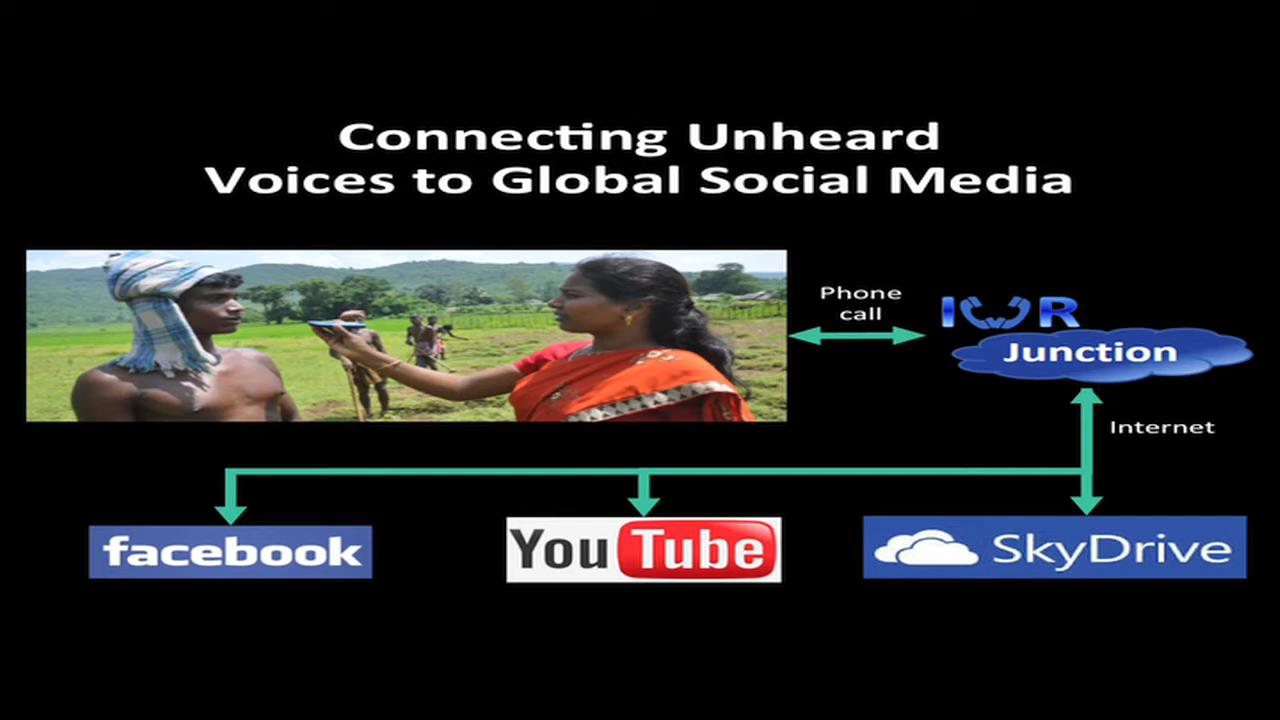 Connecting Unheard
Voices to Global Social Media
Phone
call
IVR
Junction
Internet
facebook
YouTube
SkyDrive